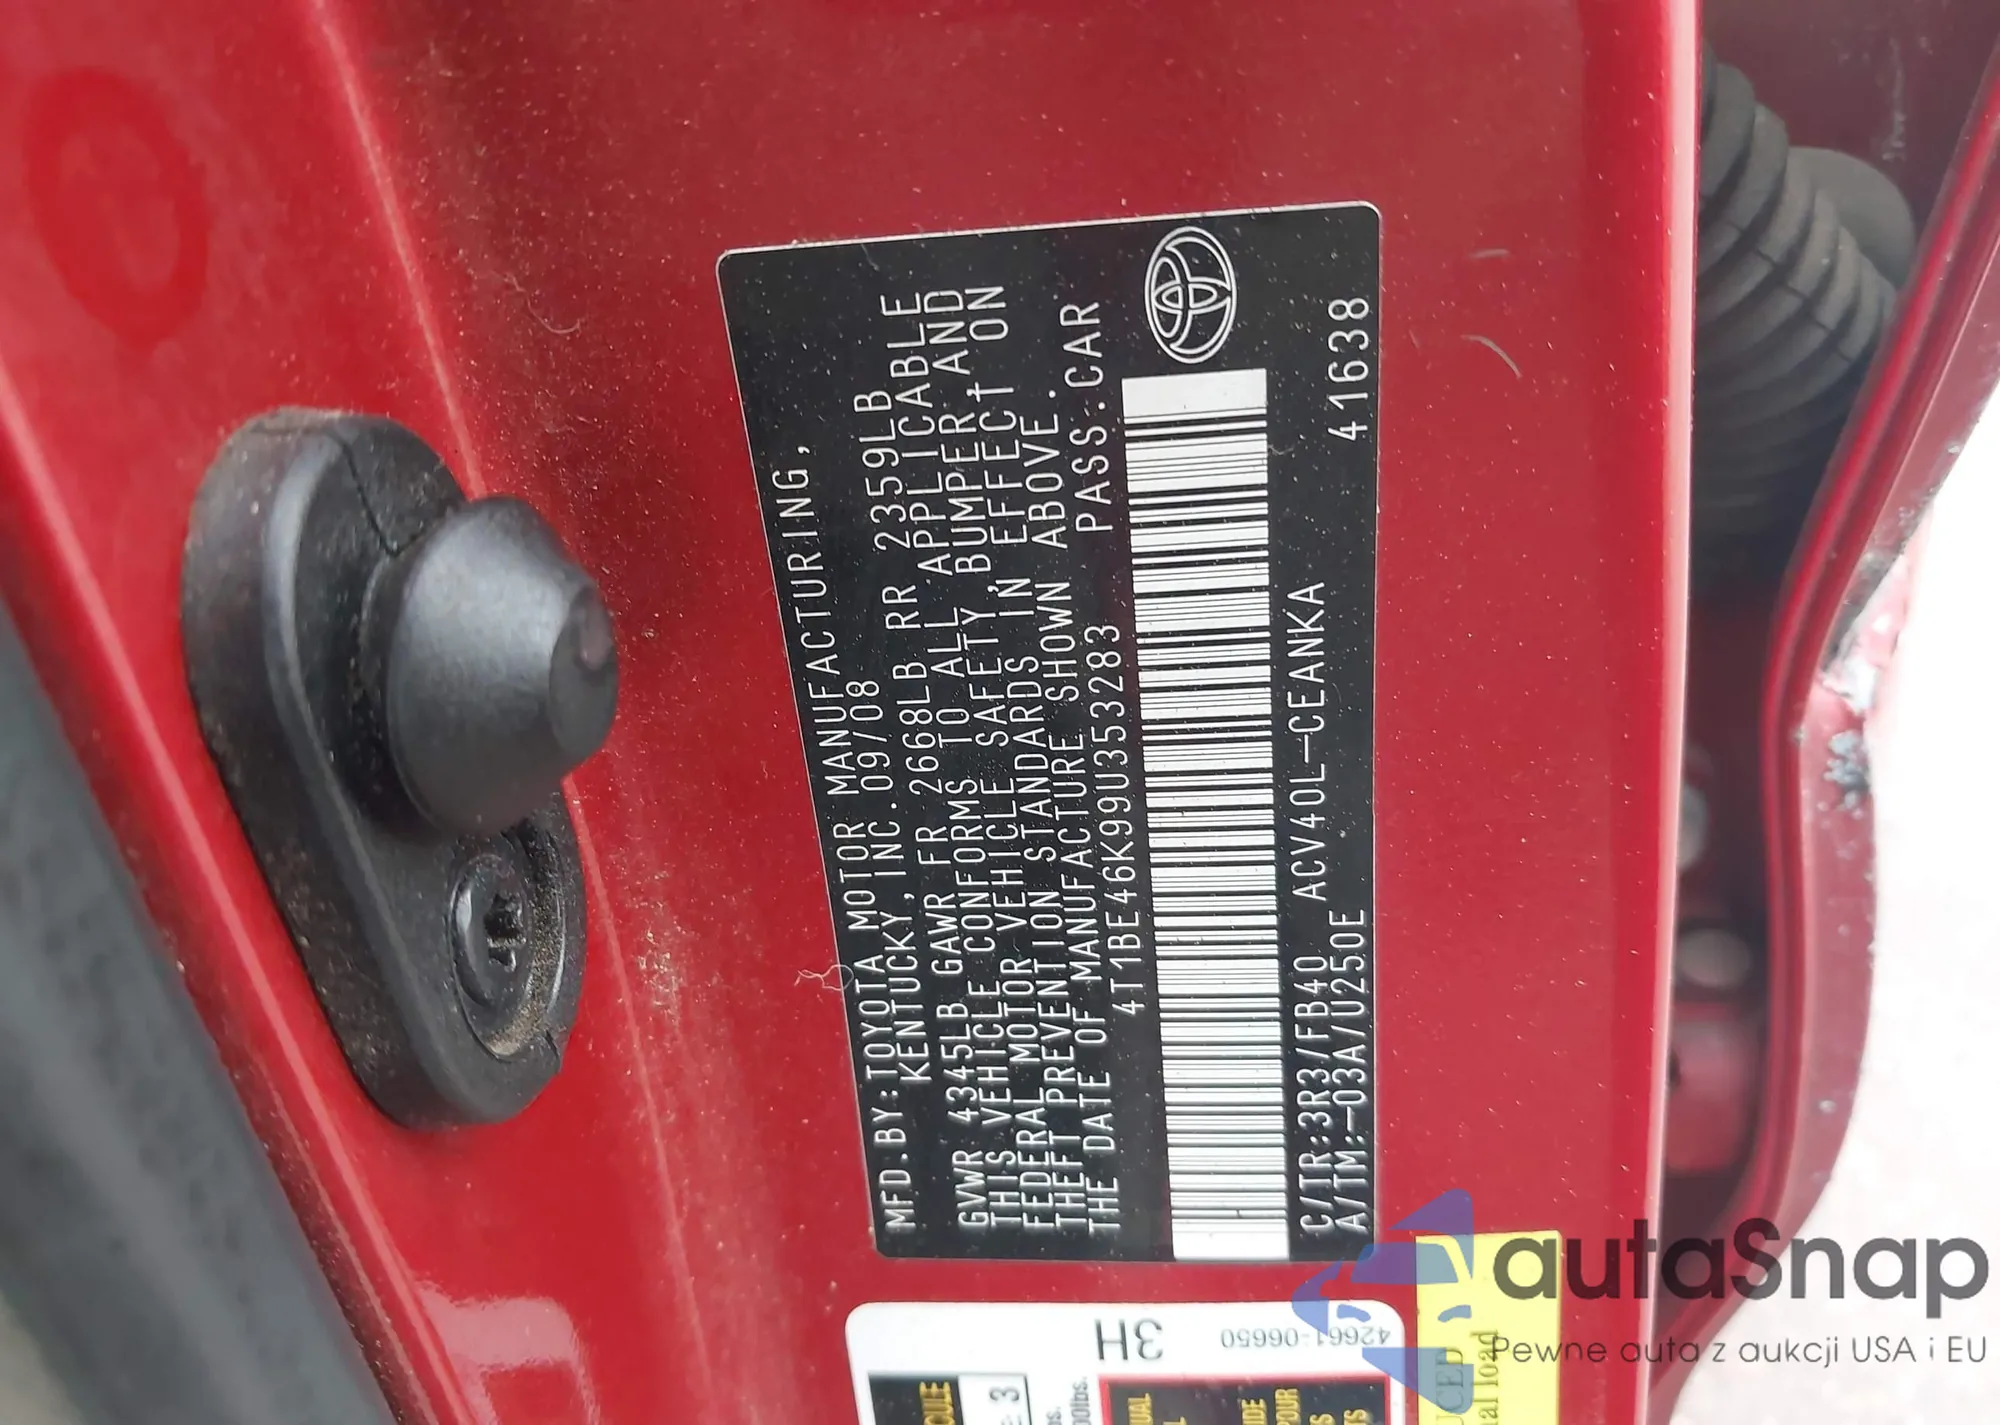 MFD.BY:TOYOTA MOTOR MANUFACTURING,
KENTUCKY,INC.09/08
GVWR 4345LB GAWR FR 2668LB RR 2359LB
THIS VEHICLE CONFORMS TO ALL APPLICABLE
FEDERAL MOTOR VEHICLE SAFETY,BUMPER,AND
THEFT PREVENTION STANDARDS IN EFFECT ON
THE DATE OF MANUFACTURE SHOWN ABOVE.
4T1BE46K99U353283 PASS.CAR
C/TR:3R3/FB40 ACV40L-CEANKA 41638
A/TM:-03A/U250E
3H
42661-06650
autaSnap
Pewne auta z aukcji USA i EU